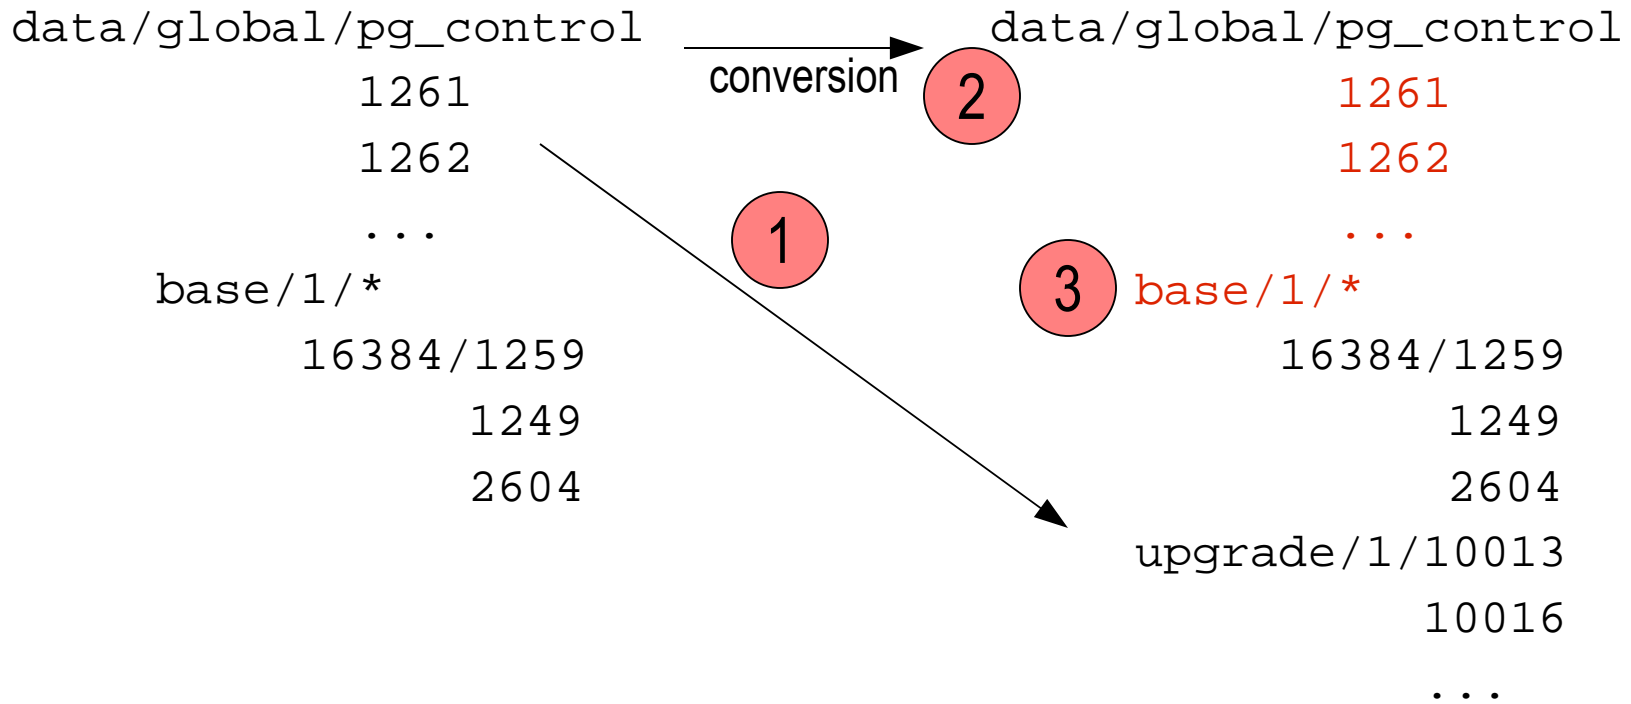 data/global/pg_control
1261
1262
...
base/1/*
16384/1259
1249
2604
conversion
2
1
3
data/global/pg_control
1261
1262
...
base/1/*
16384/1259
1249
2604
upgrade/1/10013
10016
...